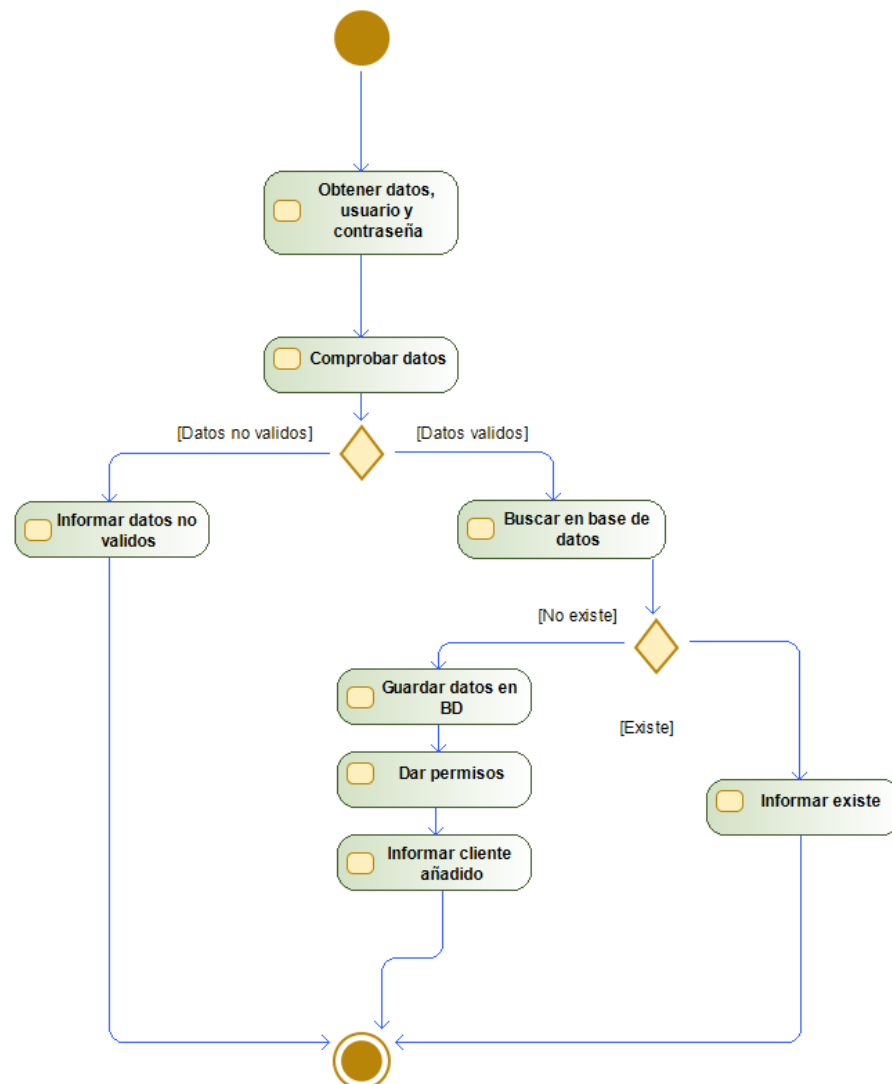 Obtener datos,
usuario y
contraseña
Comprobar datos
[Datos no validos]
[Datos validos]
Informar datos no
validos
Buscar en base de
datos
[No existe]
Guardar datos en
BD
[Existe]
Dar permisos
Informar existe
Informar cliente
añadido